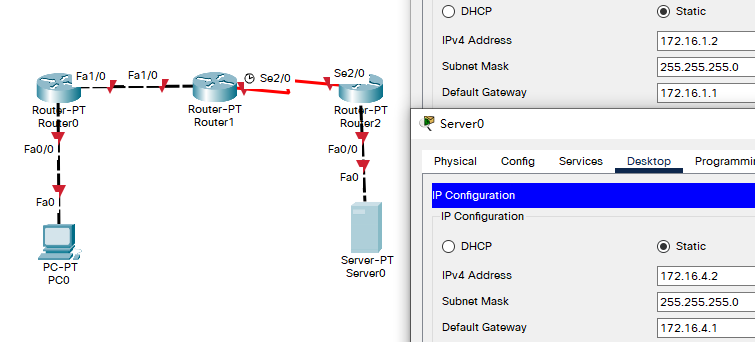 DHCP
Static
IPv4 Address
172.16.1.2
Subnet Mask
255.255.255.0
Default Gateway
172.16.1.1
Fa1/0
Fa1/0
Se2/0
Se2/0
Router-PT
Router0
Router-PT
Router1
Router-PT
Router2
Fa0/0
Fa0/0
Fa0
Fa0
PC-PT
PC0
Server-PT
Server0
Server0
Physical
Config
Services
Desktop
Programmin
IP Configuration
IP Configuration
DHCP
Static
IPv4 Address
172.16.4.2
Subnet Mask
255.255.255.0
Default Gateway
172.16.4.1